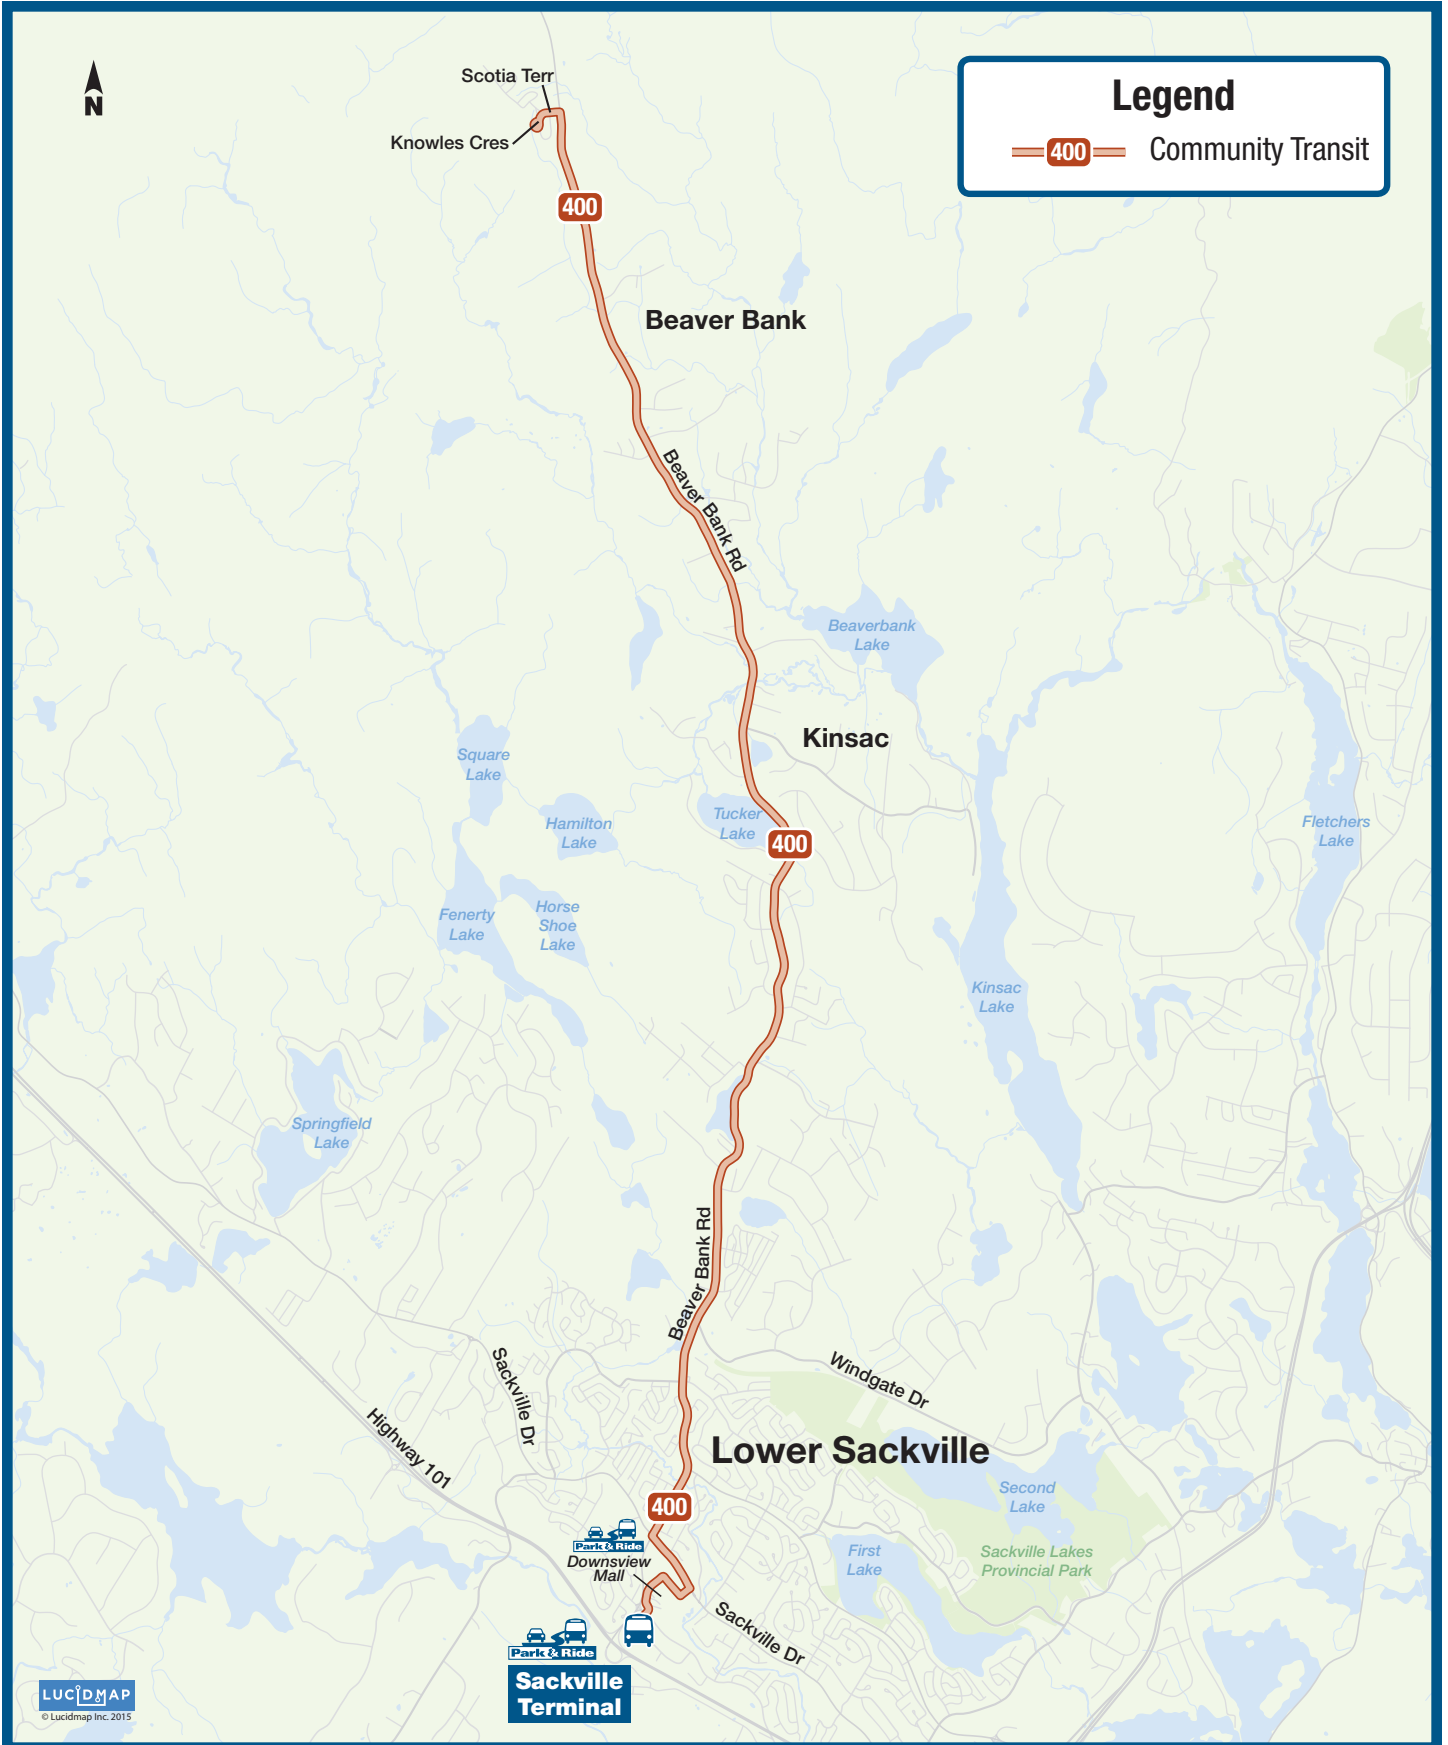 N
Scotia Terr
Knowles Cres
Legend
400
Community Transit
400
Beaver Bank
Beaver Bank Rd
Beaverbank
Lake
Kinsac
Square
Lake
Hamilton
Lake
Tucker
Lake
400
Fletchers
Lake
Horse
Shoe
Lake
Fenerty
Lake
Kinsac
Lake
Springfield
Lake
Beaver Bank Rd
Sackville Dr
Windgate Dr
Highway 101
Lower Sackville
Second
Lake
400
Park & Ride
Downsview
Mall
First
Lake
Sackville Lakes
Provincial Park
Sackville Dr
Park & Ride
Sackville
Terminal
LUCIDMAP
© Lucidmap Inc. 2015